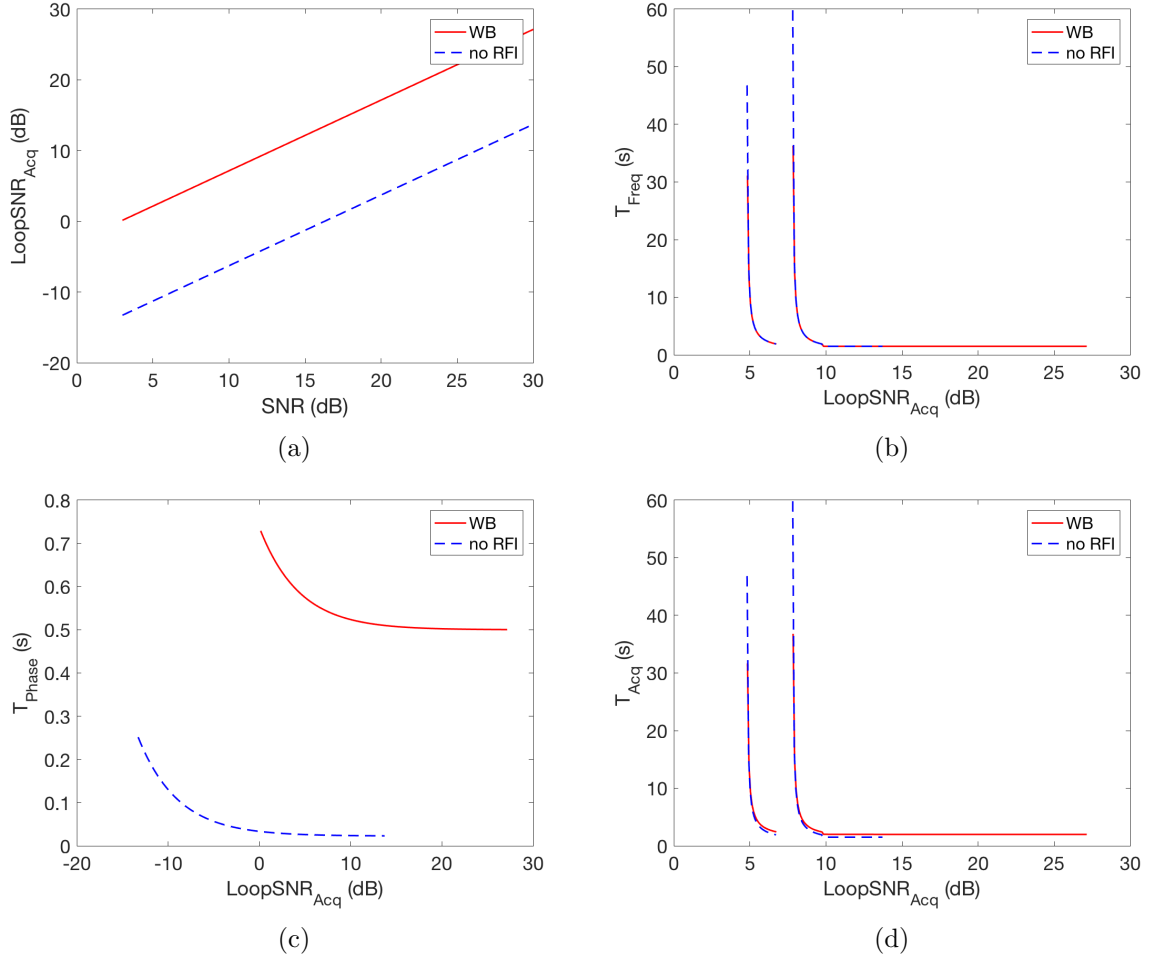 30
20
10
0
-10
-20
0 5 10 15 20 25 30
LoopSNR_Acq (dB)
SNR (dB)
WB
no RFI
(a)
60
50
40
30
20
10
0
0 5 10 15 20 25 30
T_Freq (s)
LoopSNR_Acq (dB)
WB
no RFI
(b)
0.8
0.7
0.6
0.5
0.4
0.3
0.2
0.1
0
-20 -10 0 10 20 30
T_Phase (s)
LoopSNR_Acq (dB)
WB
no RFI
(c)
60
50
40
30
20
10
0
0 5 10 15 20 25 30
T_Acq (s)
LoopSNR_Acq (dB)
WB
no RFI
(d)